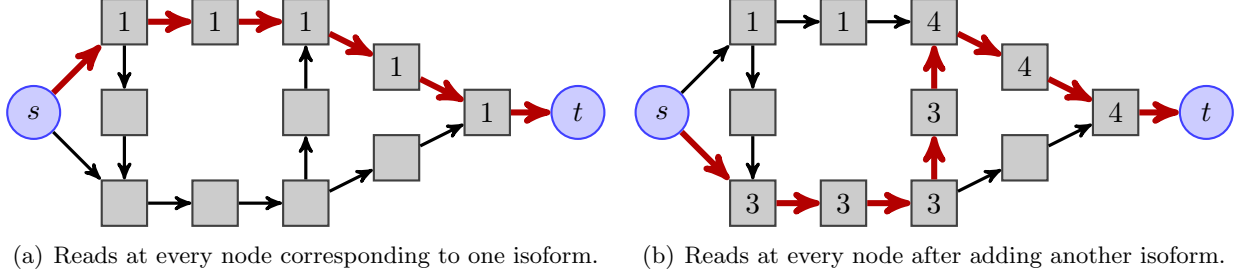 1 1 1 1 1 4
1 4
s 3
1 t s 4 t
3 3 3
(a) Reads at every node corresponding to one isoform. (b) Reads at every node after adding another isoform.